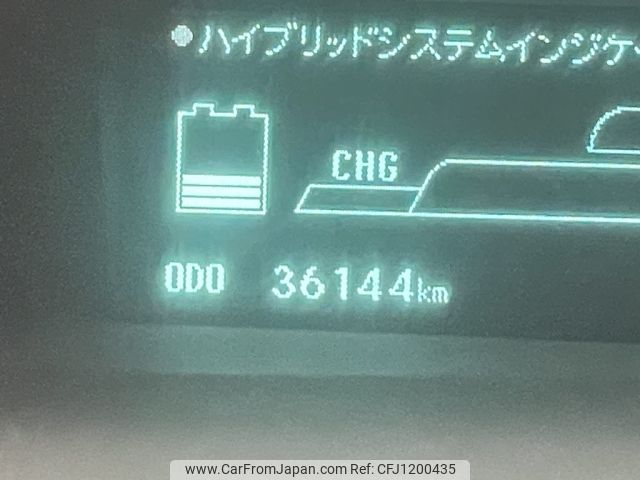 ●ハイブリッドシステムインジケー
CHG
ODO 36144km
www.CarFromJapan.com Ref: CFJ1200435